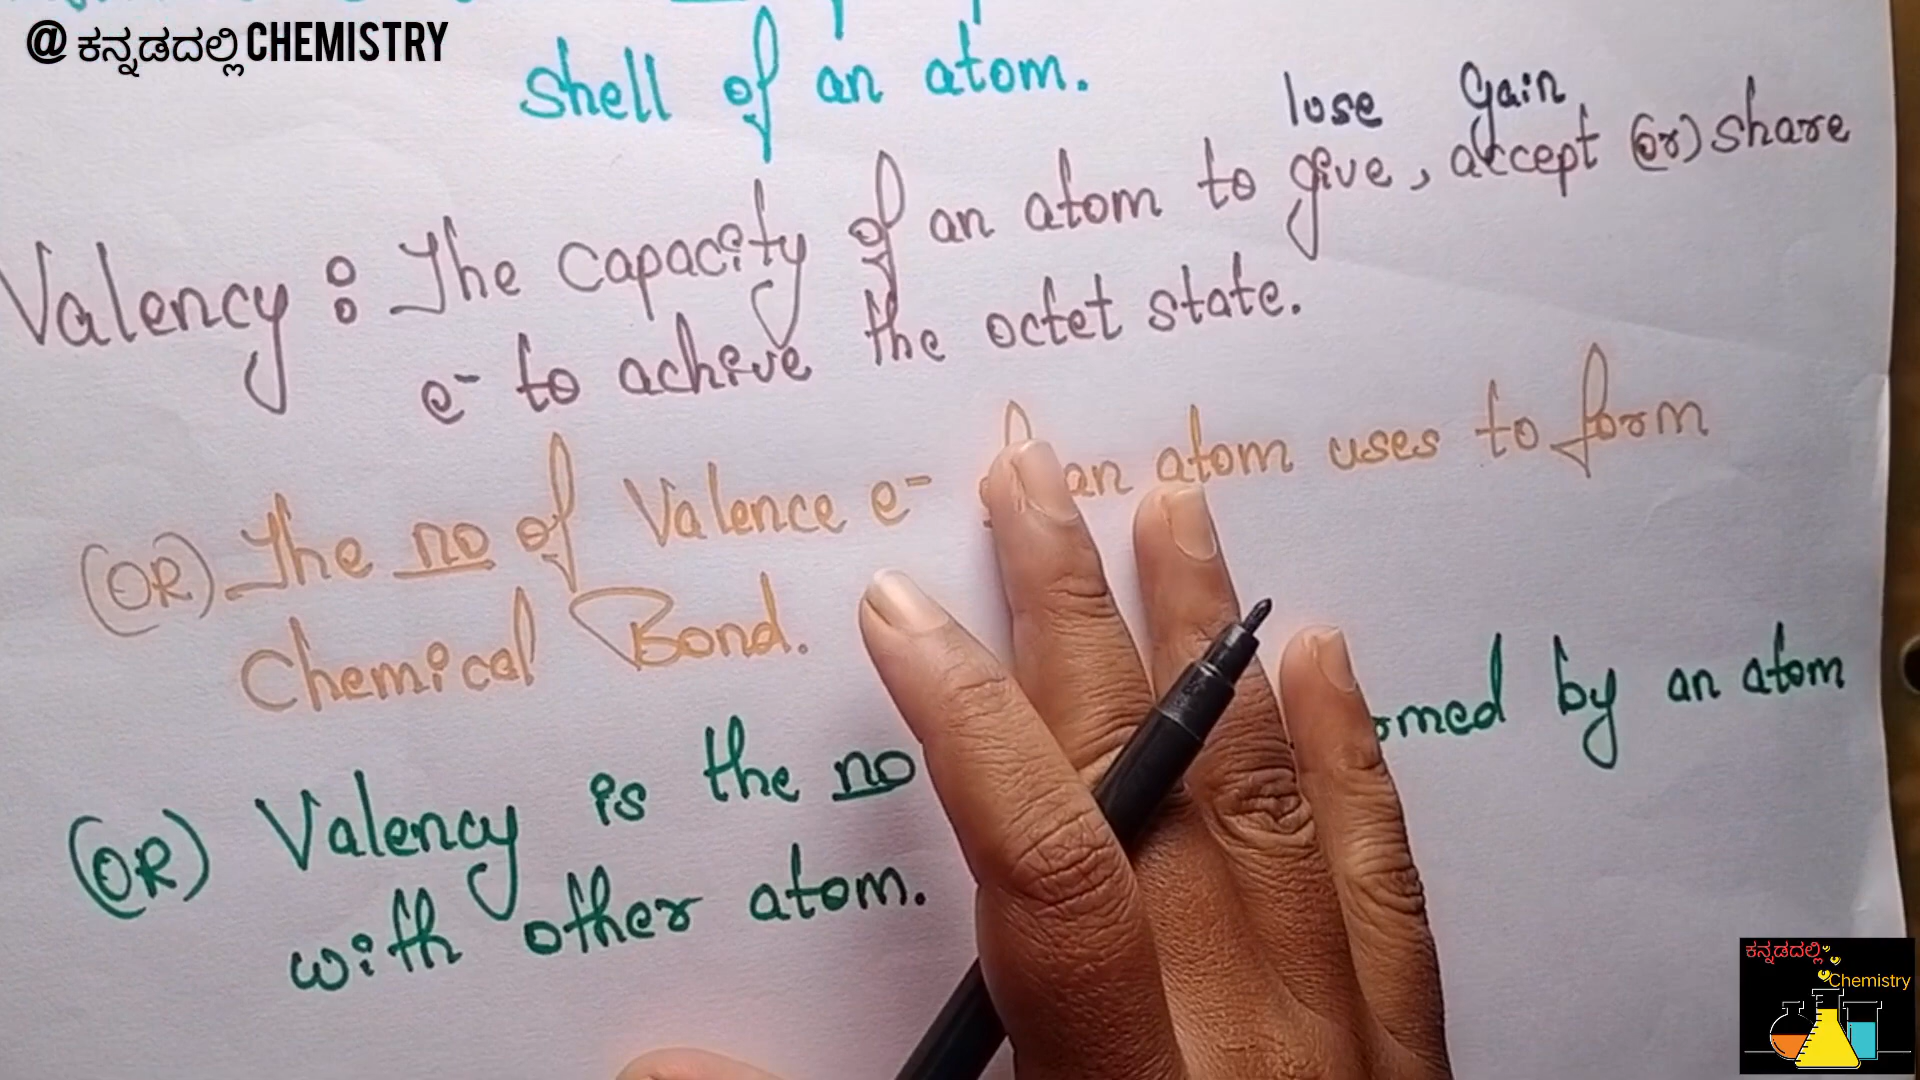 @ ಕನ್ನಡದಲ್ಲಿ CHEMISTRY
shell of an atom.
lose gain
Valency : The capacity of an atom to give, accept (or) share
e- to achive the octet state.
(OR) The no of Valence e- an atom uses to form
Chemical Bond.
(OR) Valency is the no by an atom
with other atom.
ಕನ್ನಡದಲ್ಲಿ
Chemistry